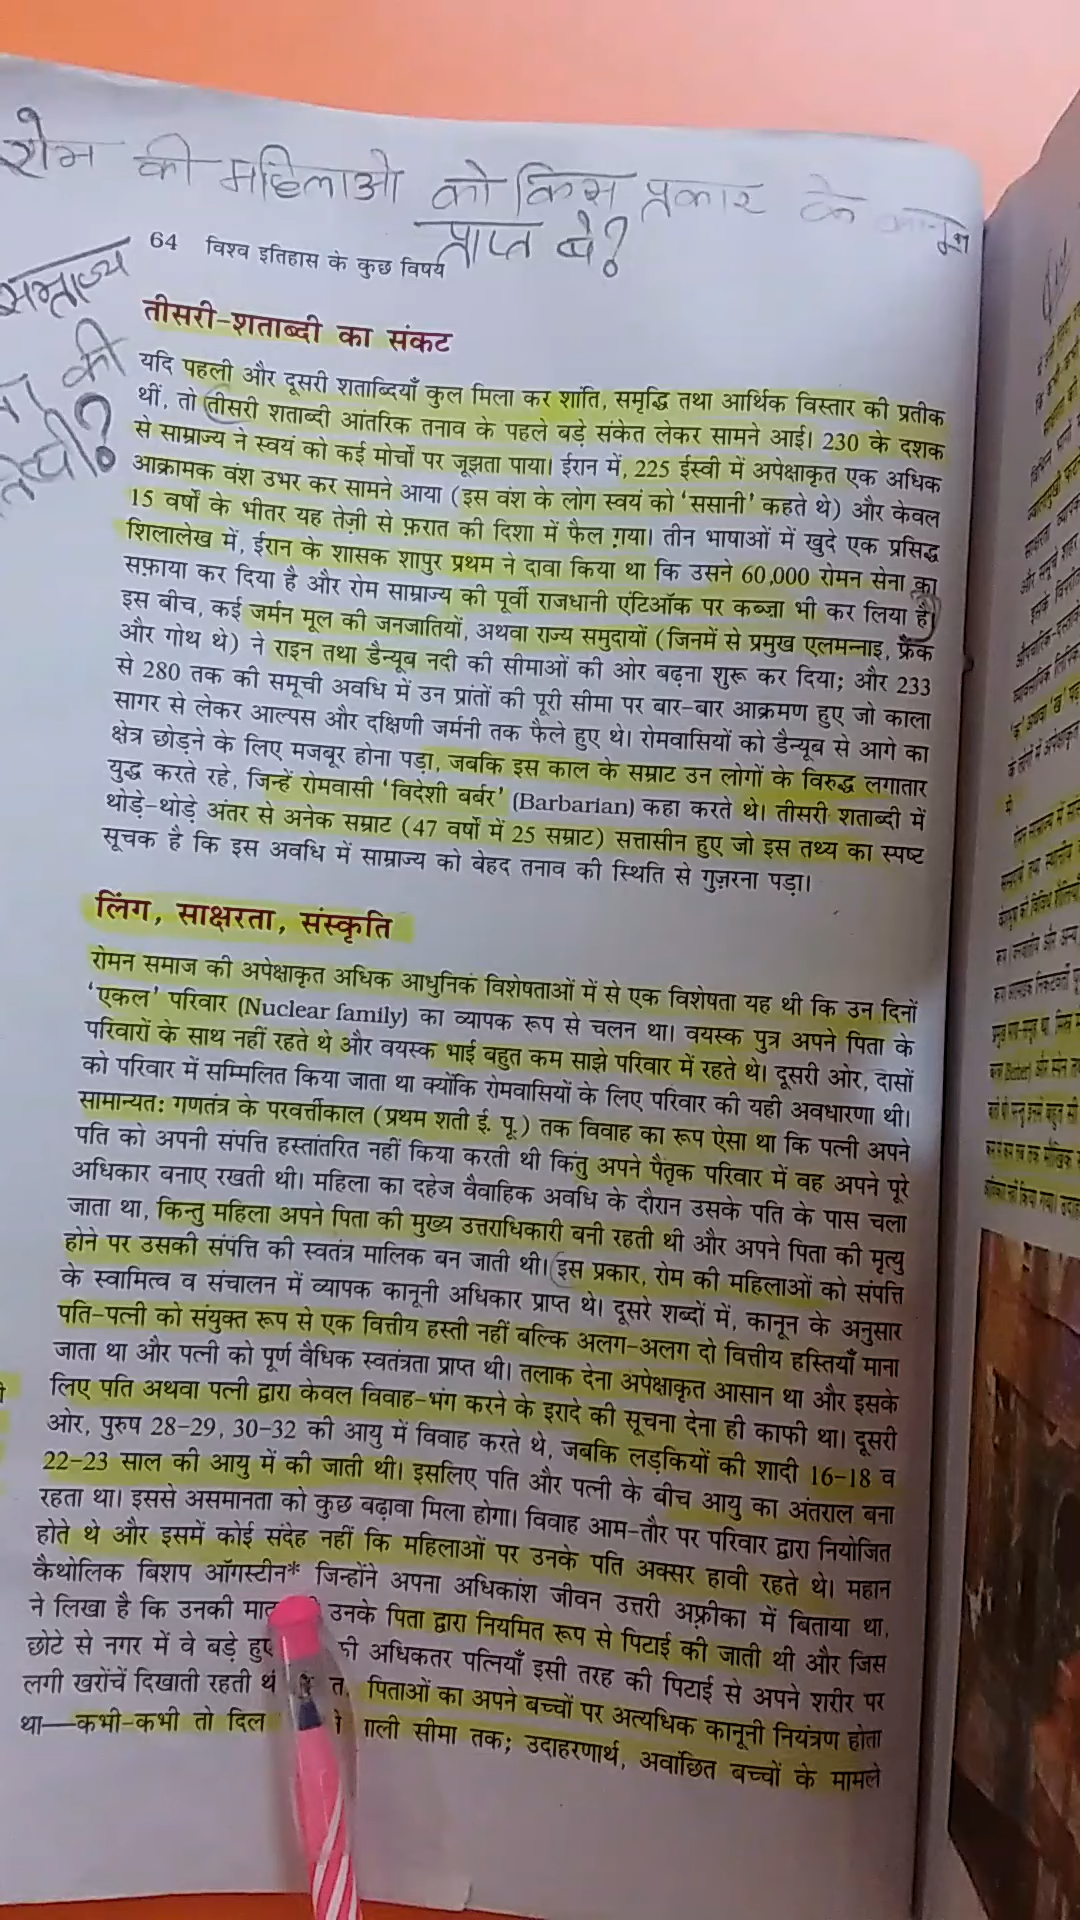 रोम की महिलाओ को किस प्रकार के
प्राप्त थे?
64 विश्व इतिहास के कुछ विषय
सम्राज्य
की
तीसरी-शताब्दी का संकट
यदि पहली और दूसरी शताब्दियाँ कुल मिला कर शांति, समृद्धि तथा आर्थिक विस्तार की प्रतीक
थीं, तो तीसरी शताब्दी आंतरिक तनाव के पहले बड़े संकेत लेकर सामने आई। 230 के दशक
से साम्राज्य ने स्वयं को कई मोर्चों पर जूझता पाया। ईरान में, 225 ईस्वी में अपेक्षाकृत एक अधिक
आक्रामक वंश उभर कर सामने आया (इस वंश के लोग स्वयं को 'ससानी' कहते थे) और केवल
15 वर्षों के भीतर यह तेज़ी से फ़रात की दिशा में फैल गया। तीन भाषाओं में खुदे एक प्रसिद्ध
शिलालेख में, ईरान के शासक शापुर प्रथम ने दावा किया था कि उसने 60,000 रोमन सेना का
सफ़ाया कर दिया है और रोम साम्राज्य की पूर्वी राजधानी एंटिऑक पर कब्ज़ा भी कर लिया है।
इस बीच, कई जर्मन मूल की जनजातियों, अथवा राज्य समुदायों (जिनमें से प्रमुख एलमन्नाइ, फ्रैंक
और गोथ थे) ने राइन तथा डैन्यूब नदी की सीमाओं की ओर बढ़ना शुरू कर दिया; और 233
से 280 तक की समूची अवधि में उन प्रांतों की पूरी सीमा पर बार-बार आक्रमण हुए जो काला
सागर से लेकर आल्पस और दक्षिणी जर्मनी तक फैले हुए थे। रोमवासियों को डैन्यूब से आगे का
क्षेत्र छोड़ने के लिए मजबूर होना पड़ा, जबकि इस काल के सम्राट उन लोगों के विरुद्ध लगातार
युद्ध करते रहे, जिन्हें रोमवासी 'विदेशी बर्बर' (Barbarian) कहा करते थे। तीसरी शताब्दी में
थोड़े-थोड़े अंतर से अनेक सम्राट (47 वर्षों में 25 सम्राट) सत्तासीन हुए जो इस तथ्य का स्पष्ट
सूचक है कि इस अवधि में साम्राज्य को बेहद तनाव की स्थिति से गुज़रना पड़ा।
लिंग, साक्षरता, संस्कृति
रोमन समाज की अपेक्षाकृत अधिक आधुनिक विशेषताओं में से एक विशेषता यह थी कि उन दिनों
'एकल' परिवार (Nuclear family) का व्यापक रूप से चलन था। वयस्क पुत्र अपने पिता के
परिवारों के साथ नहीं रहते थे और वयस्क भाई बहुत कम साझे परिवार में रहते थे। दूसरी ओर, दासों
को परिवार में सम्मिलित किया जाता था क्योंकि रोमवासियों के लिए परिवार की यही अवधारणा थी।
सामान्यत: गणतंत्र के परवर्त्तीकाल (प्रथम शती ई. पू.) तक विवाह का रूप ऐसा था कि पत्नी अपने
पति को अपनी संपत्ति हस्तांतरित नहीं किया करती थी किंतु अपने पैतृक परिवार में वह अपने पूरे
अधिकार बनाए रखती थी। महिला का दहेज वैवाहिक अवधि के दौरान उसके पति के पास चला
जाता था, किन्तु महिला अपने पिता की मुख्य उत्तराधिकारी बनी रहती थी और अपने पिता की मृत्यु
होने पर उसकी संपत्ति की स्वतंत्र मालिक बन जाती थी। इस प्रकार, रोम की महिलाओं को संपत्ति
के स्वामित्व व संचालन में व्यापक कानूनी अधिकार प्राप्त थे। दूसरे शब्दों में, कानून के अनुसार
पति-पत्नी को संयुक्त रूप से एक वित्तीय हस्ती नहीं बल्कि अलग-अलग दो वित्तीय हस्तियाँ माना
जाता था और पत्नी को पूर्ण वैधिक स्वतंत्रता प्राप्त थी। तलाक देना अपेक्षाकृत आसान था और इसके
लिए पति अथवा पत्नी द्वारा केवल विवाह-भंग करने के इरादे की सूचना देना ही काफी था। दूसरी
ओर, पुरुष 28-29, 30-32 की आयु में विवाह करते थे, जबकि लड़कियों की शादी 16-18 व
22-23 साल की आयु में की जाती थी। इसलिए पति और पत्नी के बीच आयु का अंतराल बना
रहता था। इससे असमानता को कुछ बढ़ावा मिला होगा। विवाह आम-तौर पर परिवार द्वारा नियोजित
होते थे और इसमें कोई संदेह नहीं कि महिलाओं पर उनके पति अक्सर हावी रहते थे। महान
कैथोलिक बिशप ऑगस्टीन* जिन्होंने अपना अधिकांश जीवन उत्तरी अफ़्रीका में बिताया था,
ने लिखा है कि उनकी उनके पिता द्वारा नियमित रूप से पिटाई की जाती थी और जिस
छोटे से नगर में वे बड़े हुए अधिकतर पत्नियाँ इसी तरह की पिटाई से अपने शरीर पर
लगी खरोंचें दिखाती रहती पिताओं का अपने बच्चों पर अत्यधिक कानूनी नियंत्रण होता
था—कभी-कभी तो दिल सीमा तक; उदाहरणार्थ, अवांछित बच्चों के मामले